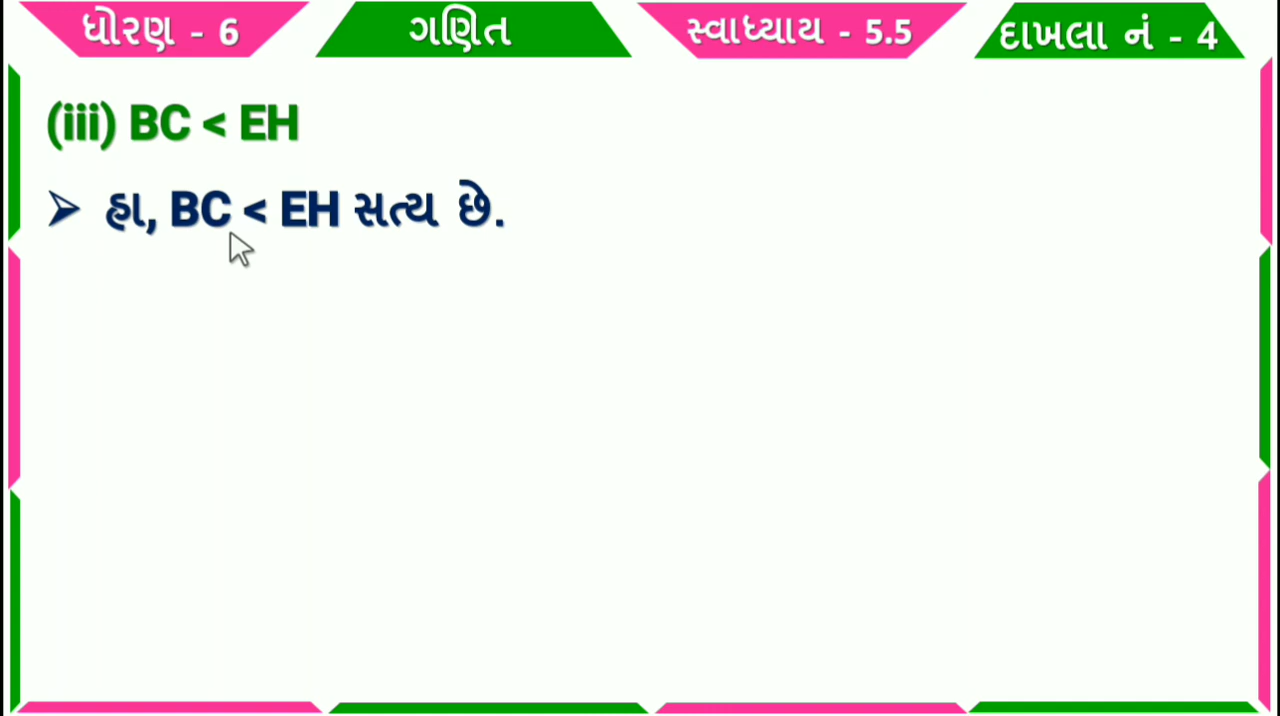 ધોરણ - 6
ગણિત
સ્વાધ્યાય - 5.5
દાખલા નં - 4
(iii) BC < EH
➢ હા, BC < EH સત્ય છે.